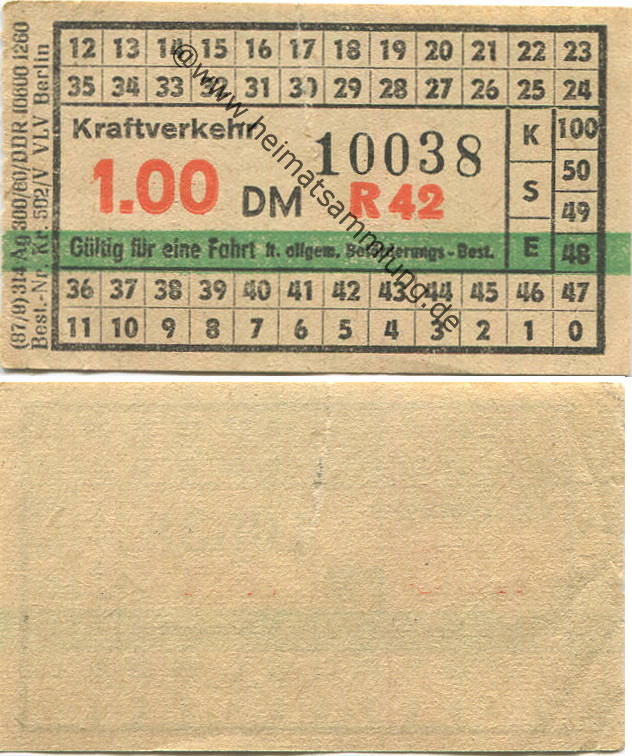 12 13 14 15 16 17 18 19 20 21 22 23
35 34 33 32 31 30 29 28 27 26 25 24
Kraftverkehr 10038 K 100
1.00 DM R 42 S 50
49
Gültig für eine Fahrt lt. allgem. Beförderungs-Best. E 48
36 37 38 39 40 41 42 43 44 45 46 47
11 10 9 8 7 6 5 4 3 2 1 0
(87/9) 314 Ag 300/60/DDR 10600 1260
Best.-Nr. Kr. 502/V VLV Berlin
@www.heimatsammlung.de